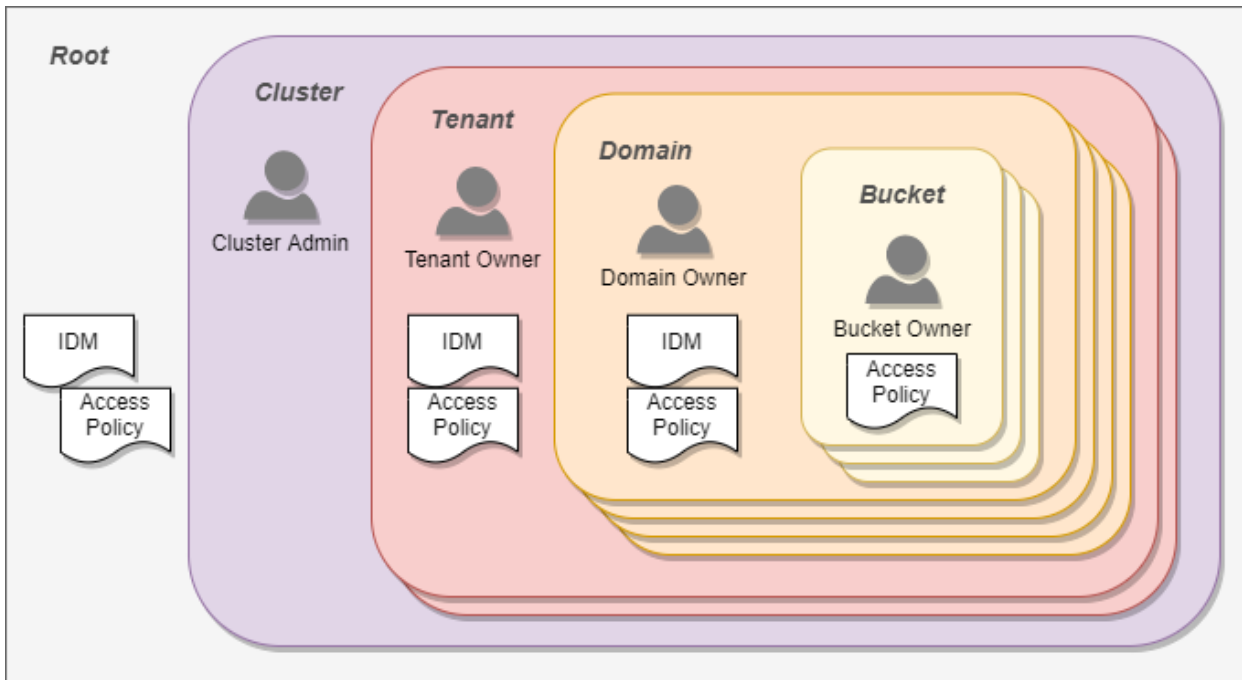 Root
Cluster
Tenant
Domain
Bucket
Cluster Admin
Tenant Owner
Domain Owner
Bucket Owner
IDM
Access
Policy
IDM
Access
Policy
IDM
Access
Policy
Access
Policy